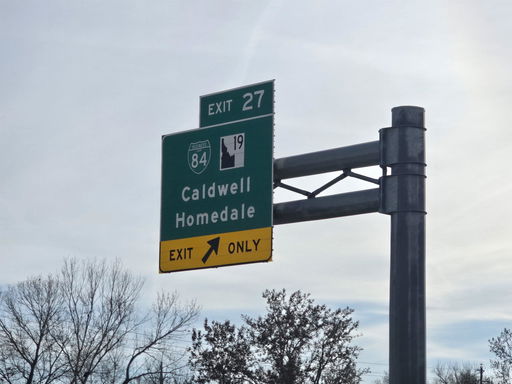 EXIT 27
84 19
Caldwell
Homedale
EXIT ONLY